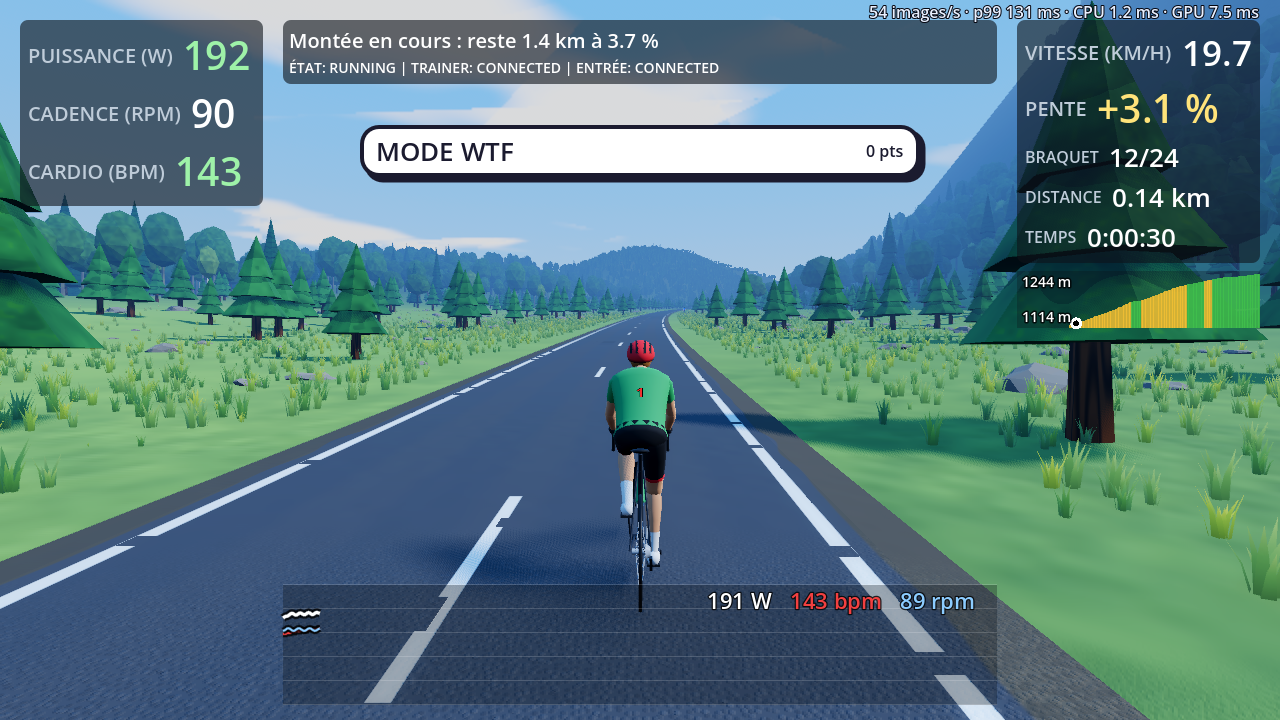 54 images/s · p99 131 ms · CPU 1.2 ms · GPU 7.5 ms
PUISSANCE (W) 192
CADENCE (RPM) 90
CARDIO (BPM) 143
Montée en cours : reste 1.4 km à 3.7 %
ÉTAT: RUNNING | TRAINER: CONNECTED | ENTRÉE: CONNECTED
MODE WTF 0 pts
VITESSE (KM/H) 19.7
PENTE +3.1 %
BRAQUET 12/24
DISTANCE 0.14 km
TEMPS 0:00:30
1244 m
1114 m
1
191 W 143 bpm 89 rpm